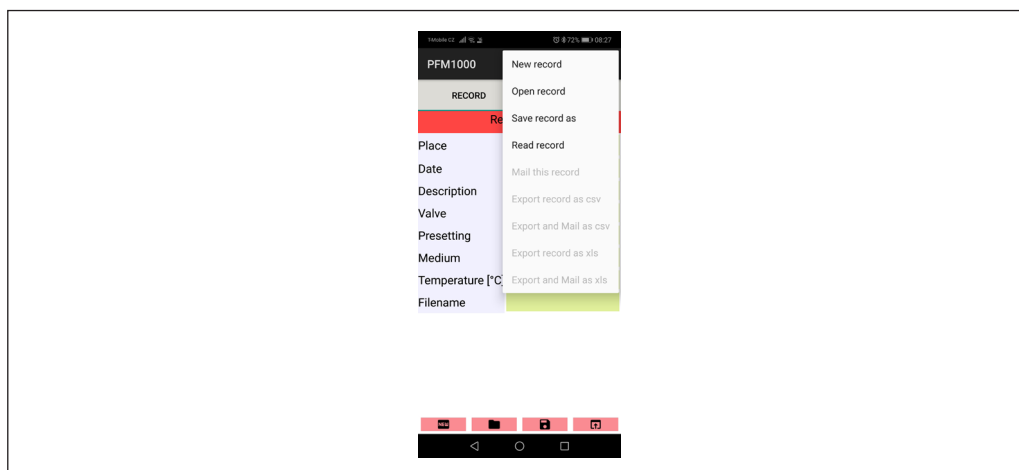 T-Mobile CZ 72% 08:27
PFM1000
RECORD
Re
Place
Date
Description
Valve
Presetting
Medium
Temperature [°C]
Filename
New record
Open record
Save record as
Read record
Mail this record
Export record as csv
Export and Mail as csv
Export record as xls
Export and Mail as xls
NEW